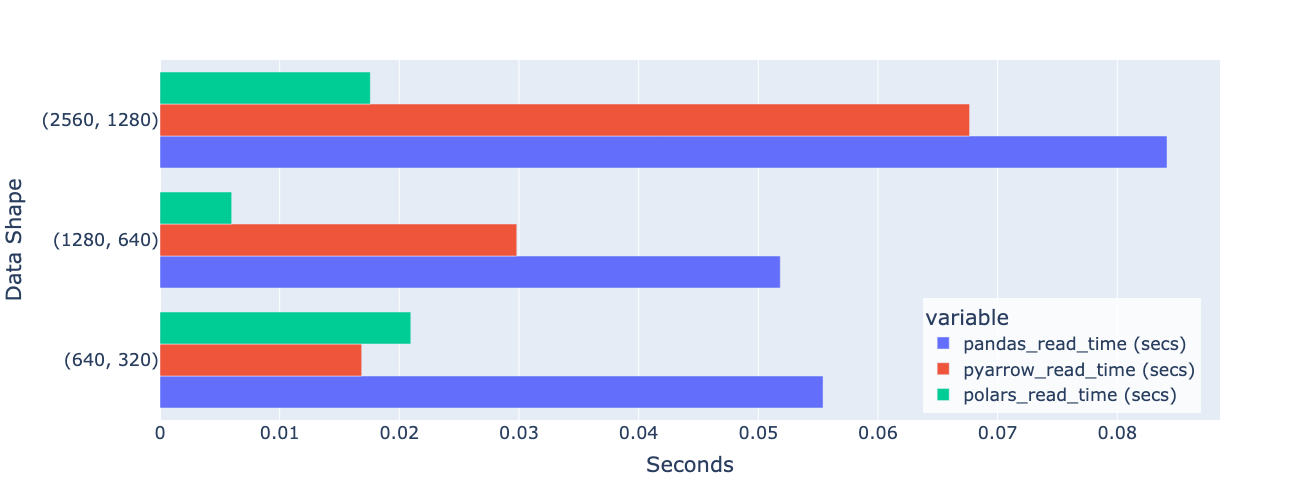 Data Shape
(2560, 1280)
(1280, 640)
(640, 320)
variable
pandas_read_time (secs)
pyarrow_read_time (secs)
polars_read_time (secs)
0 0.01 0.02 0.03 0.04 0.05 0.06 0.07 0.08
Seconds